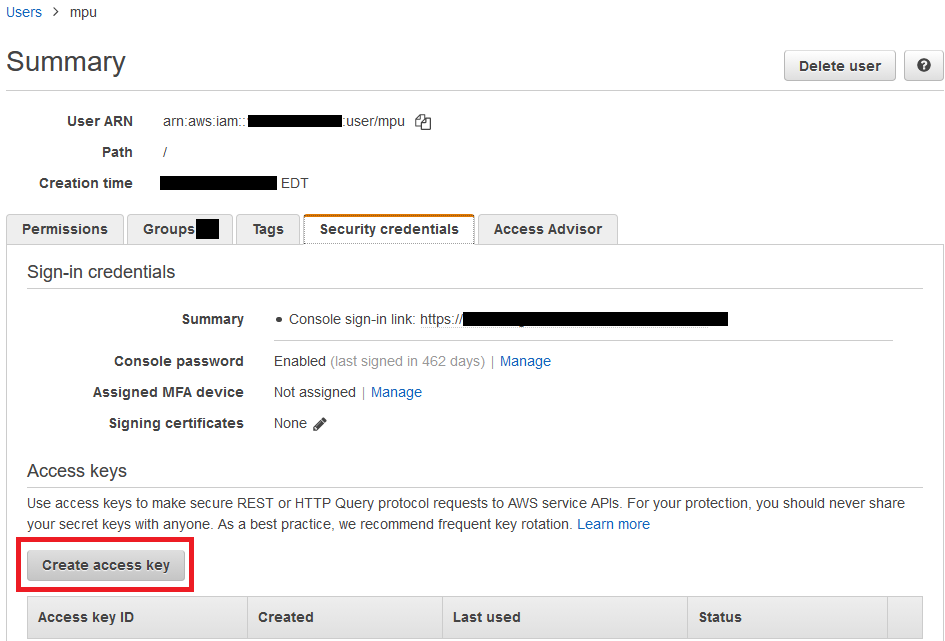 Users > mpu
Summary
Delete user
?
User ARN arn:aws:iam:: :user/mpu
Path /
Creation time EDT
Permissions Groups Tags Security credentials Access Advisor
Sign-in credentials
Summary • Console sign-in link: https://
Console password Enabled (last signed in 462 days) | Manage
Assigned MFA device Not assigned | Manage
Signing certificates None
Access keys
Use access keys to make secure REST or HTTP Query protocol requests to AWS service APIs. For your protection, you should never share
your secret keys with anyone. As a best practice, we recommend frequent key rotation. Learn more
Create access key
Access key ID Created Last used Status